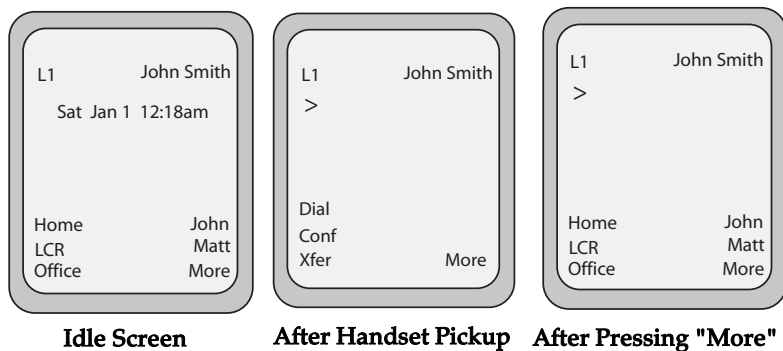 L1 John Smith
Sat Jan 1 12:18am
Home John
LCR Matt
Office More
Idle Screen
L1 John Smith
>
Dial
Conf
Xfer More
After Handset Pickup
L1 John Smith
>
Home John
LCR Matt
Office More
After Pressing "More"